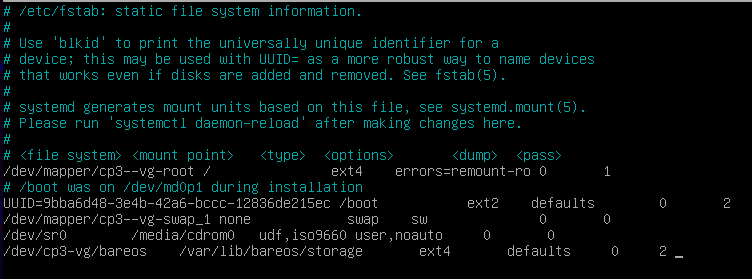 # /etc/fstab: static file system information.
#
# Use 'blkid' to print the universally unique identifier for a
# device; this may be used with UUID= as a more robust way to name devices
# that works even if disks are added and removed. See fstab(5).
#
# systemd generates mount units based on this file, see systemd.mount(5).
# Please run 'systemctl daemon-reload' after making changes here.
#
# <file system> <mount point>   <type>  <options>       <dump>  <pass>
/dev/mapper/cp3--vg-root /               ext4    errors=remount-ro 0       1
# /boot was on /dev/md0p1 during installation
UUID=9bba6d48-3e4b-42a6-bccc-12836de215ec /boot           ext2    defaults        0       2
/dev/mapper/cp3--vg-swap_1 none            swap    sw              0       0
/dev/sr0        /media/cdrom0   udf,iso9660 user,noauto     0       0
/dev/cp3-vg/bareos    /var/lib/bareos/storage       ext4       defaults     0     2 _